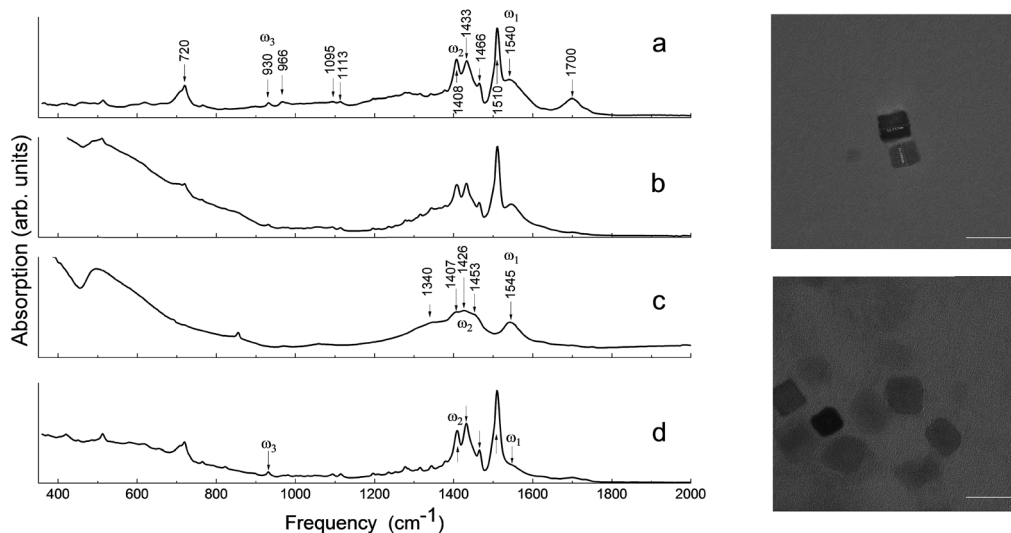 ω₁
1433
ω₃
a
ω₂
1466
1540
720
930
966
1095
1113
1700
1408
1510
b
Absorption (arb. units)
ω₁
1426
1407
1453
c
1340
1545
ω₂
ω₂
d
ω₃
ω₁
400 600 800 1000 1200 1400 1600 1800 2000
Frequency (cm⁻¹)